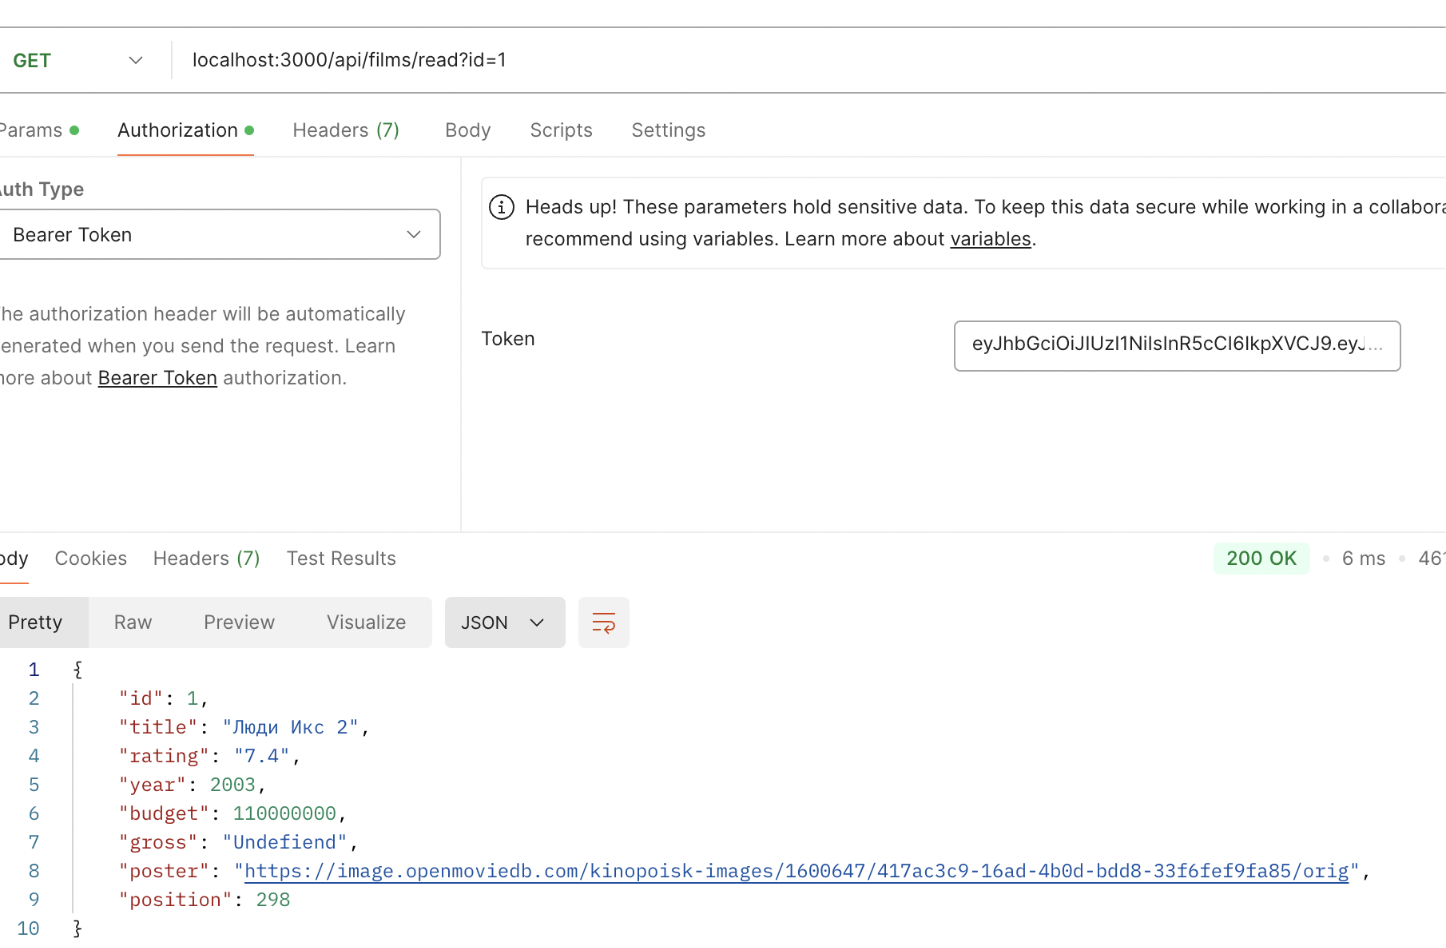 GET localhost:3000/api/films/read?id=1
Params Authorization Headers (7) Body Scripts Settings
Auth Type
Bearer Token
The authorization header will be automatically
generated when you send the request. Learn
more about Bearer Token authorization.
Heads up! These parameters hold sensitive data. To keep this data secure while working in a collabora
recommend using variables. Learn more about variables.
Token eyJhbGciOiJIUzI1NiIsInR5cCI6IkpXVCJ9.eyJ...
ody Cookies Headers (7) Test Results 200 OK • 6 ms • 461
Pretty Raw Preview Visualize JSON
1 {
2 "id": 1,
3 "title": "Люди Икс 2",
4 "rating": "7.4",
5 "year": 2003,
6 "budget": 110000000,
7 "gross": "Undefiend",
8 "poster": "https://image.openmoviedb.com/kinopoisk-images/1600647/417ac3c9-16ad-4b0d-bdd8-33f6fef9fa85/orig",
9 "position": 298
10 }